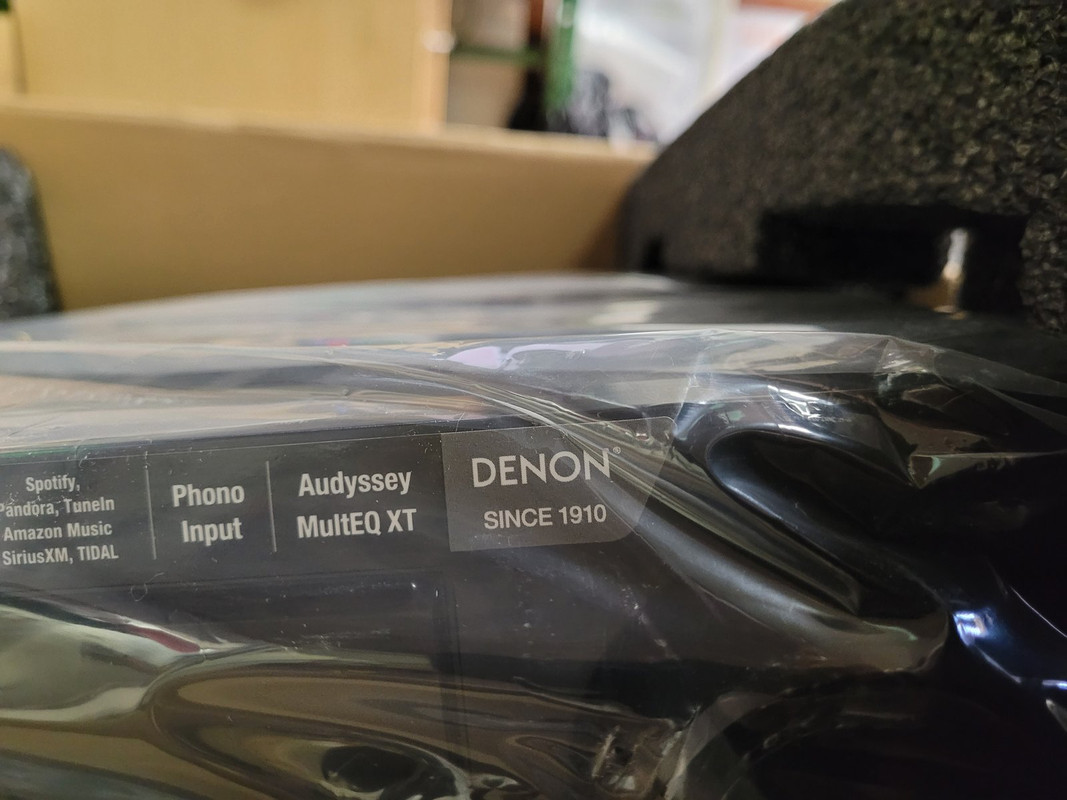 Spotify,
Pandora, TuneIn
Amazon Music
SiriusXM, TIDAL
Phono
Input
Audyssey
MultEQ XT
DENON®
SINCE 1910